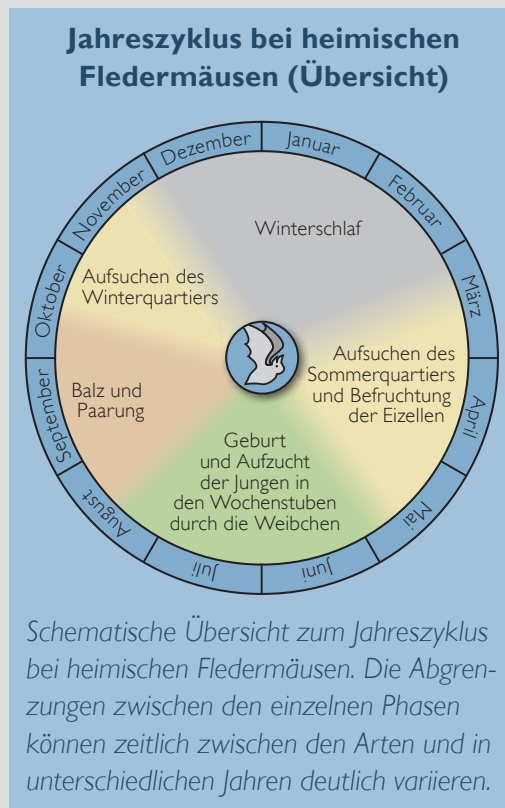 Jahreszyklus bei heimischen
Fledermäusen (Übersicht)
Januar
Februar
März
April
Mai
Juni
Juli
August
September
Oktober
November
Dezember
Winterschlaf
Aufsuchen des
Sommerquartiers
und Befruchtung
der Eizellen
Geburt
und Aufzucht
der Jungen in
den Wochenstuben
durch die Weibchen
Balz und
Paarung
Aufsuchen des
Winterquartiers
Schematische Übersicht zum Jahreszyklus
bei heimischen Fledermäusen. Die Abgren-
zungen zwischen den einzelnen Phasen
können zeitlich zwischen den Arten und in
unterschiedlichen Jahren deutlich variieren.